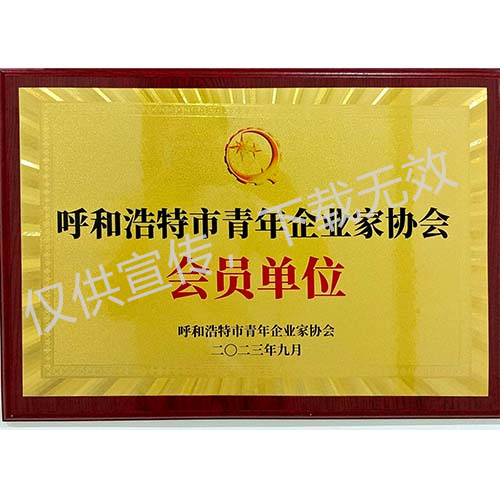 呼和浩特市青年企业家协会
会员单位
呼和浩特市青年企业家协会
二〇二三年九月
仅供宣传，下载无效